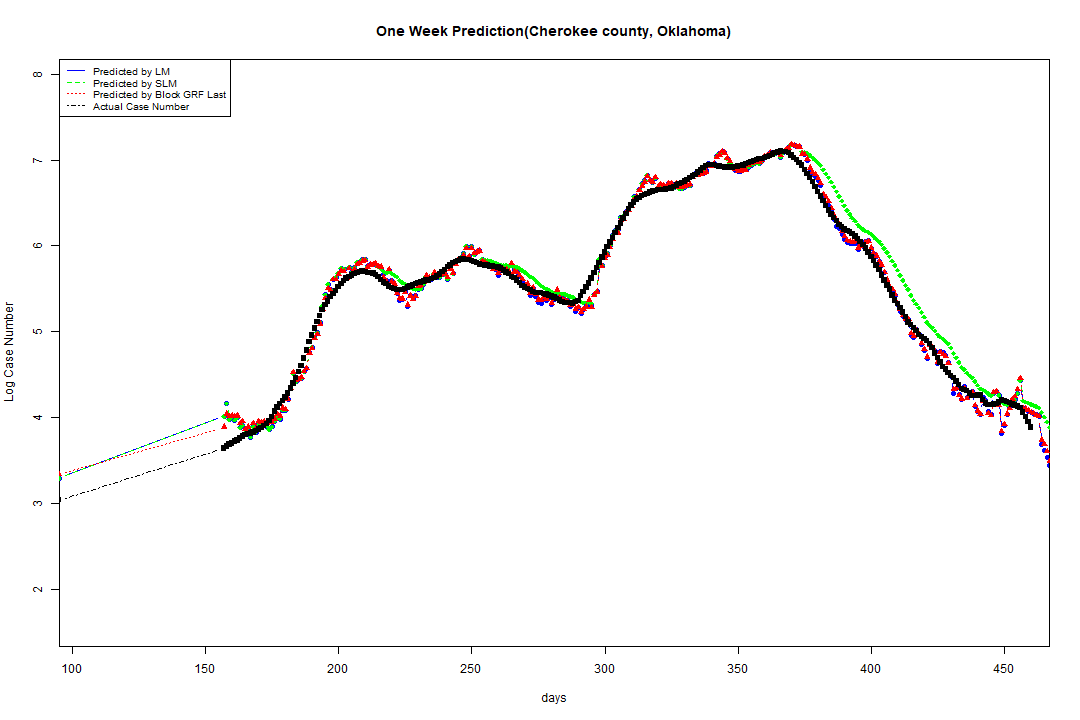 One Week Prediction(Cherokee county, Oklahoma)
Predicted by LM
Predicted by SLM
Predicted by Block GRF Last
Actual Case Number
8
7
6
5
4
3
2
Log Case Number
100 150 200 250 300 350 400 450
days